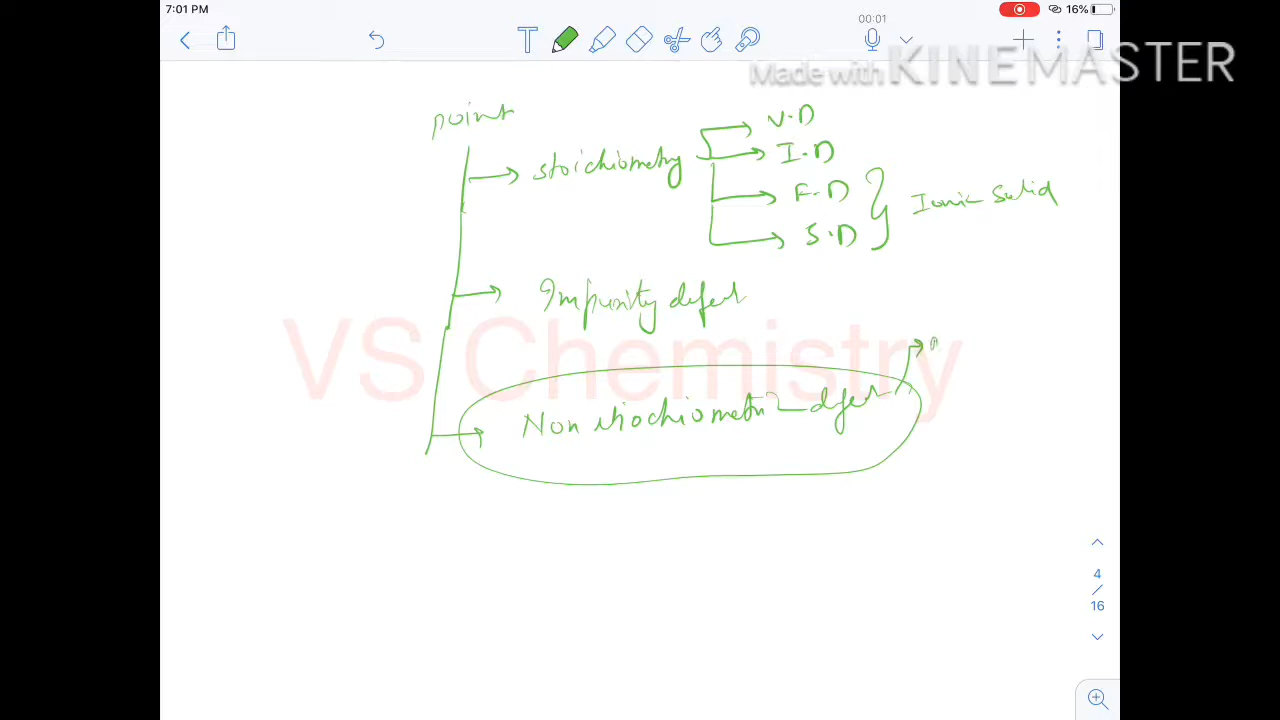 7:01 PM
16%
00:01
Made with KINEMASTER
point
stoichiometry
V.D
I.D
F.D
S.D
Ionic Solid
Impurity defect
VS Chemistry
Non stiochiometric defect
4
/
16